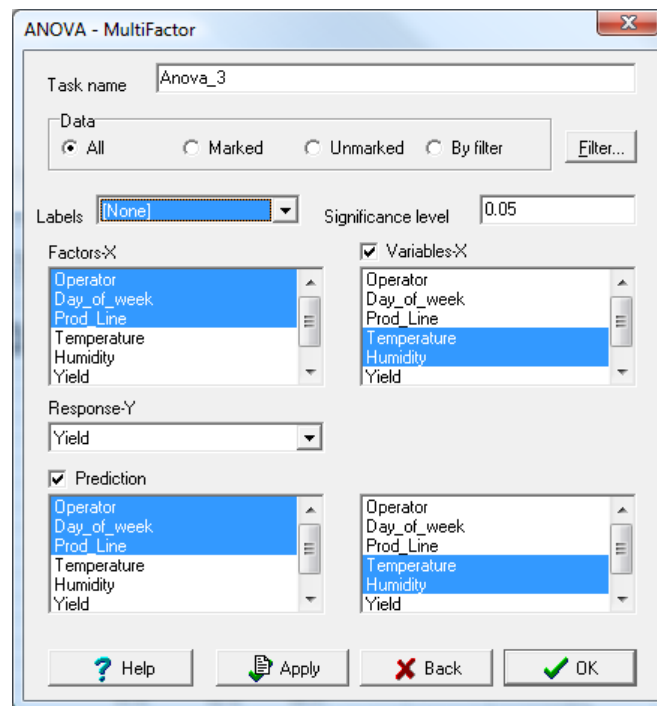 ANOVA - MultiFactor
Task name Anova_3
Data
All Marked Unmarked By filter Filter...
Labels [None] Significance level 0.05
Factors-X Variables-X
Operator Operator
Day_of_week Day_of_week
Prod_Line Prod_Line
Temperature Temperature
Humidity Humidity
Yield Yield
Response-Y
Yield
Prediction
Operator Operator
Day_of_week Day_of_week
Prod_Line Prod_Line
Temperature Temperature
Humidity Humidity
Yield Yield
? Help Apply Back OK